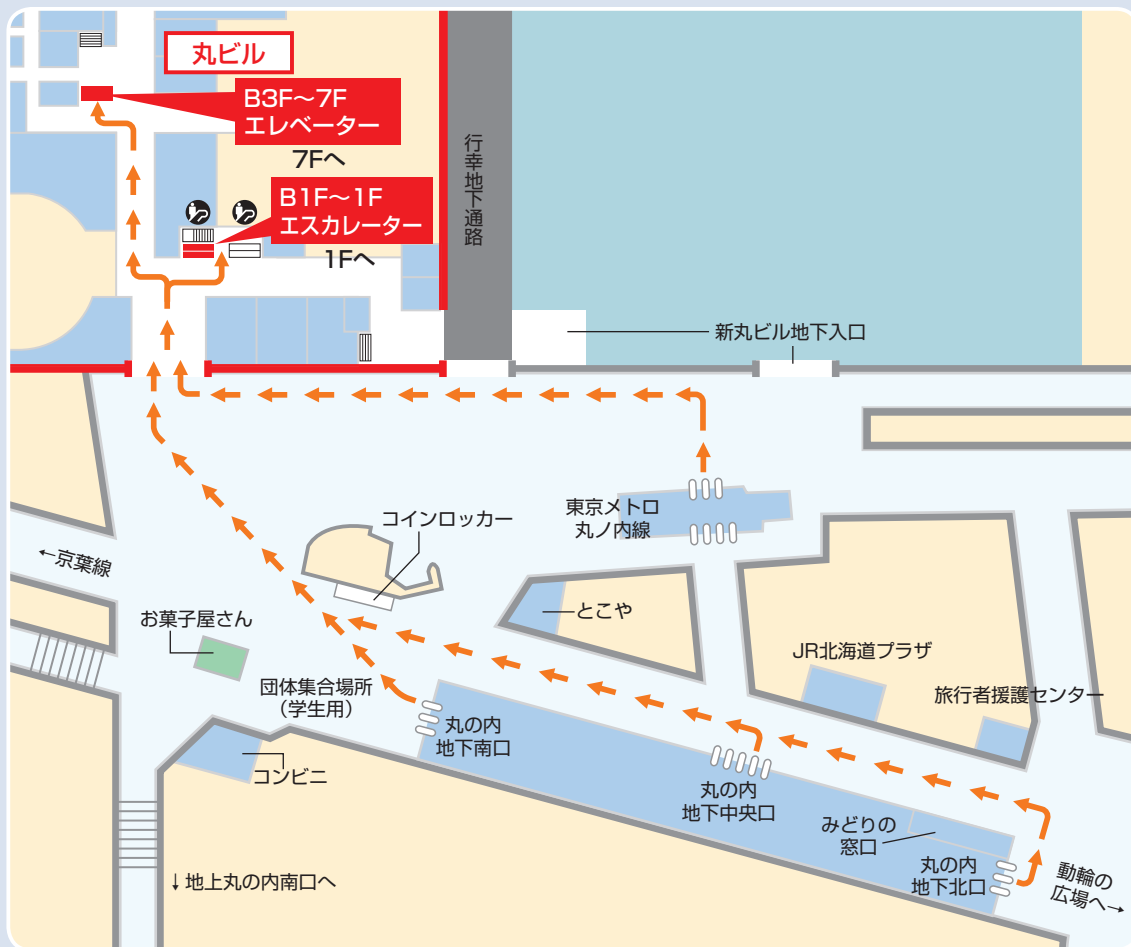 丸ビル
B3F～7F
エレベーター
7Fへ
B1F～1F
エスカレーター
1Fへ
行幸地下通路
新丸ビル地下入口
東京メトロ
丸ノ内線
コインロッカー
←京葉線
とこや
お菓子屋さん
JR北海道プラザ
団体集合場所
（学生用）
旅行者援護センター
丸の内
地下南口
コンビニ
丸の内
地下中央口
みどりの
窓口
丸の内
地下北口
動輪の
広場へ→
↓地上丸の内南口へ